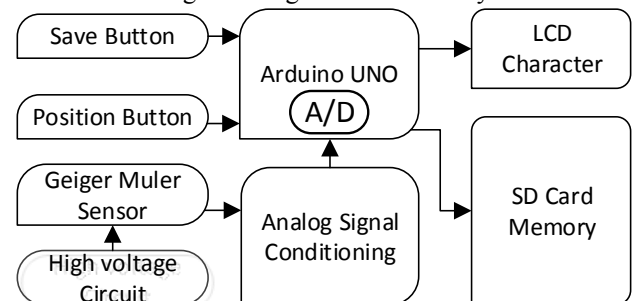 Save Button
Position Button
Geiger Muler
Sensor
High voltage
Circuit
Arduino UNO
A/D
Analog Signal
Conditioning
LCD
Character
SD Card
Memory